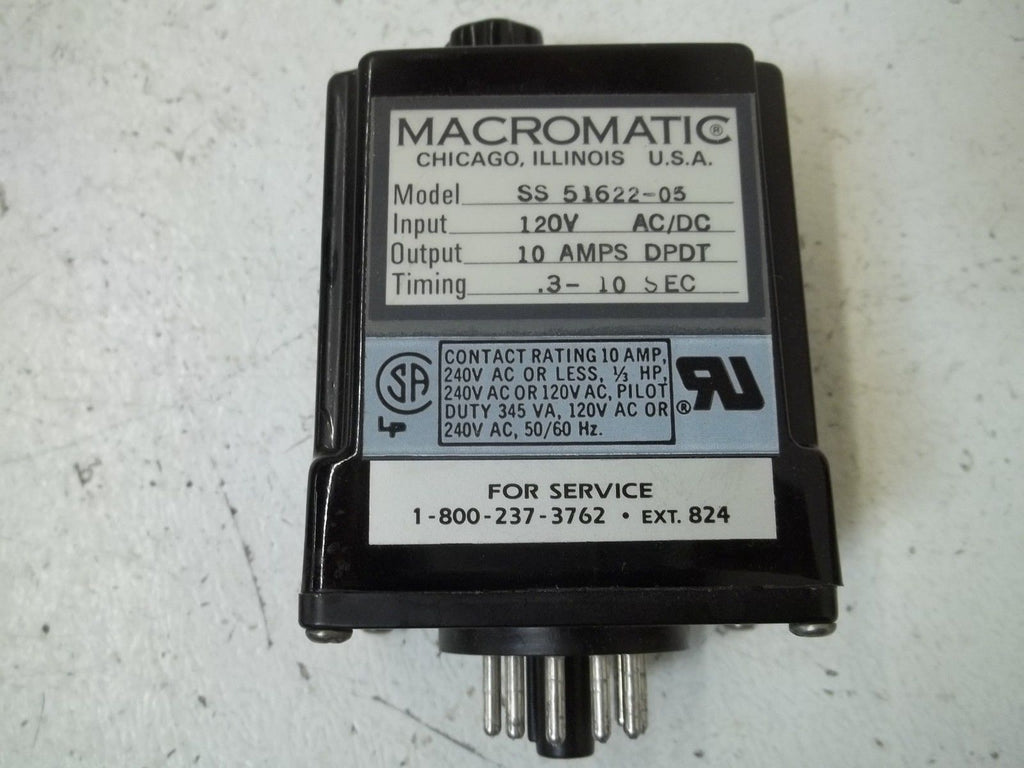 MACROMATIC®
CHICAGO, ILLINOIS U.S.A.
Model SS 51622-05
Input 120V AC/DC
Output 10 AMPS DPDT
Timing .3- 10 SEC
SA
LP
CONTACT RATING 10 AMP,
240V AC OR LESS, ⅓ HP,
240V AC OR 120V AC, PILOT
DUTY 345 VA, 120V AC OR
240V AC, 50/60 Hz.
RU®
FOR SERVICE
1-800-237-3762 • EXT. 824